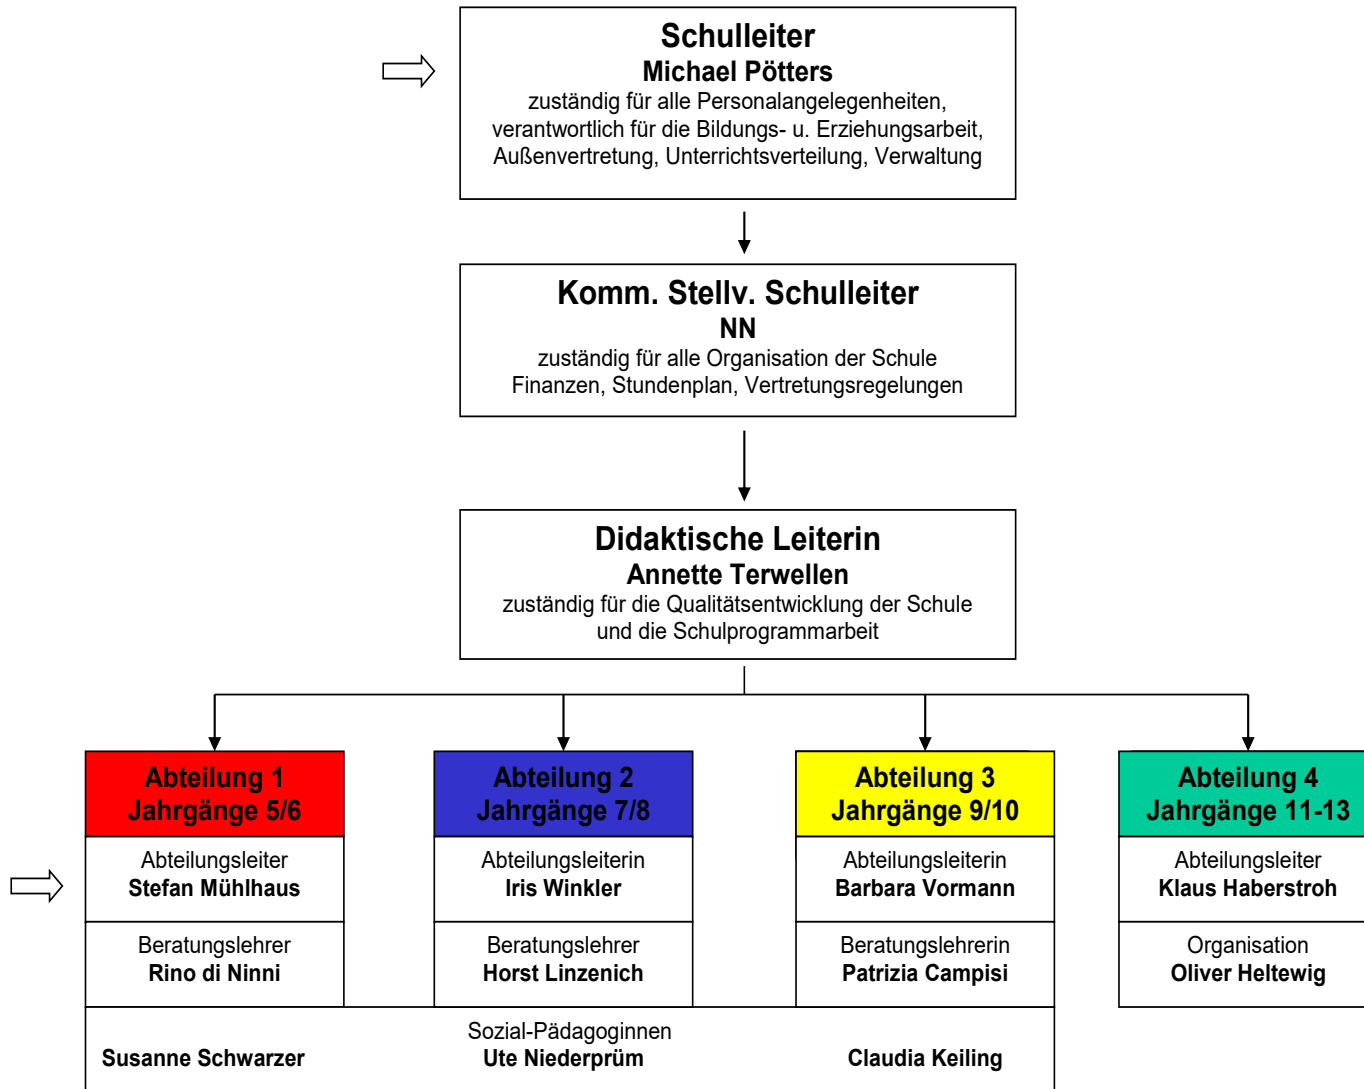 Schulleiter
Michael Pötters
zuständig für alle Personalangelegenheiten,
verantwortlich für die Bildungs- u. Erziehungsarbeit,
Außenvertretung, Unterrichtsverteilung, Verwaltung
Komm. Stellv. Schulleiter
NN
zuständig für alle Organisation der Schule
Finanzen, Stundenplan, Vertretungsregelungen
Didaktische Leiterin
Annette Terwellen
zuständig für die Qualitätsentwicklung der Schule
und die Schulprogrammarbeit
Abteilung 1
Jahrgänge 5/6
Abteilungsleiter
Stefan Mühlhaus
Beratungslehrer
Rino di Ninni
Abteilung 2
Jahrgänge 7/8
Abteilungsleiterin
Iris Winkler
Beratungslehrer
Horst Linzenich
Abteilung 3
Jahrgänge 9/10
Abteilungsleiterin
Barbara Vormann
Beratungslehrerin
Patrizia Campisi
Abteilung 4
Jahrgänge 11-13
Abteilungsleiter
Klaus Haberstroh
Organisation
Oliver Heltewig
Sozial-Pädagoginnen
Susanne Schwarzer
Ute Niederprüm
Claudia Keiling